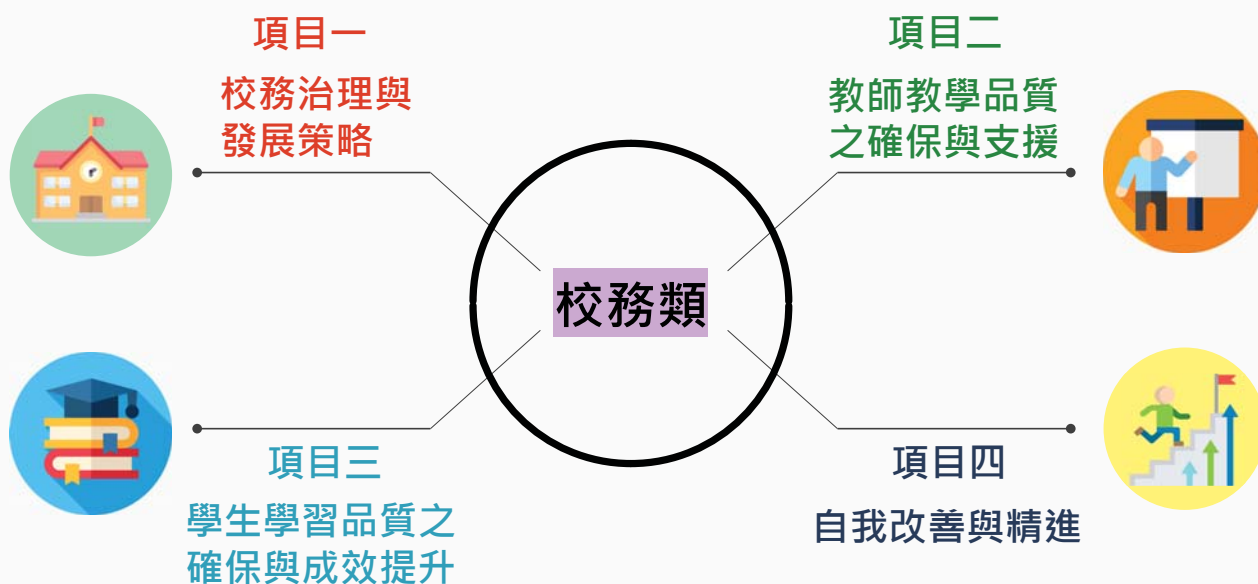 項目一
校務治理與
發展策略
項目二
教師教學品質
之確保與支援
校務類
項目三
學生學習品質之
確保與成效提升
項目四
自我改善與精進